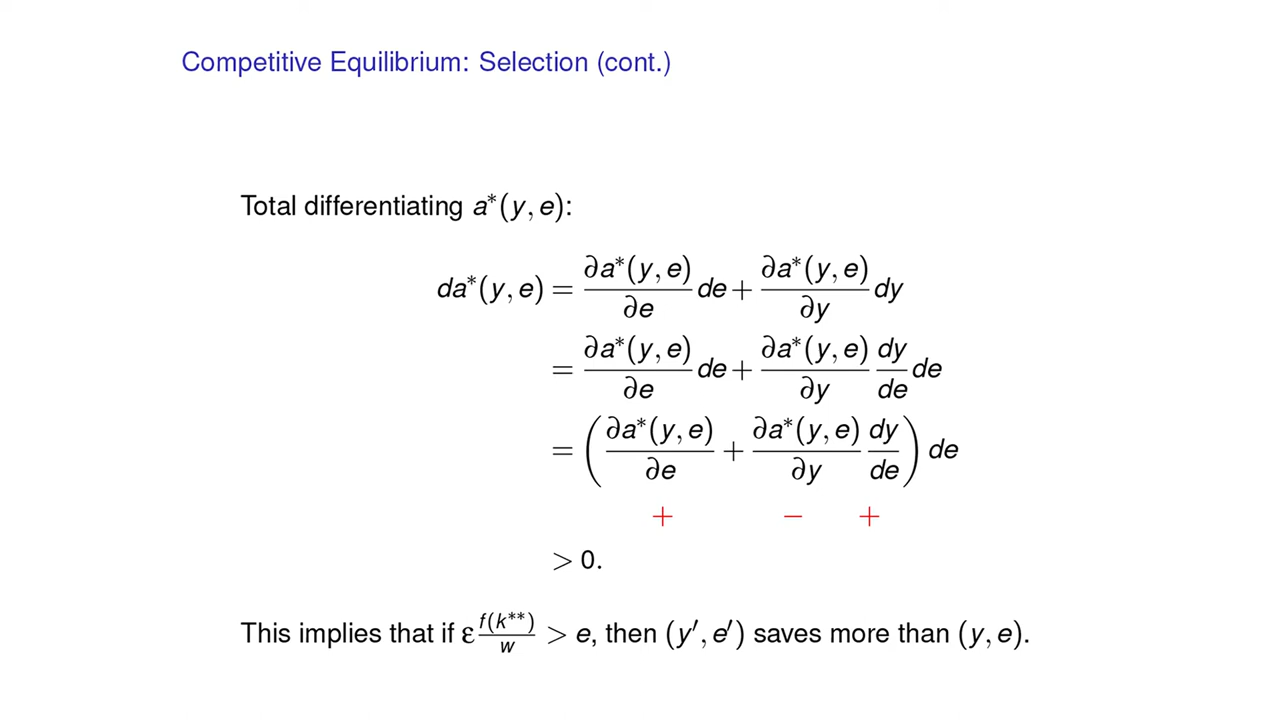 Competitive Equilibrium: Selection (cont.)
Total differentiating a*(y, e):
da*(y, e) = ∂a*(y, e)/∂e de + ∂a*(y, e)/∂y dy
= ∂a*(y, e)/∂e de + ∂a*(y, e)/∂y dy/de de
= (∂a*(y, e)/∂e + ∂a*(y, e)/∂y dy/de) de
+ − +
> 0.
This implies that if ε f(k**)/w > e, then (y′, e′) saves more than (y, e).